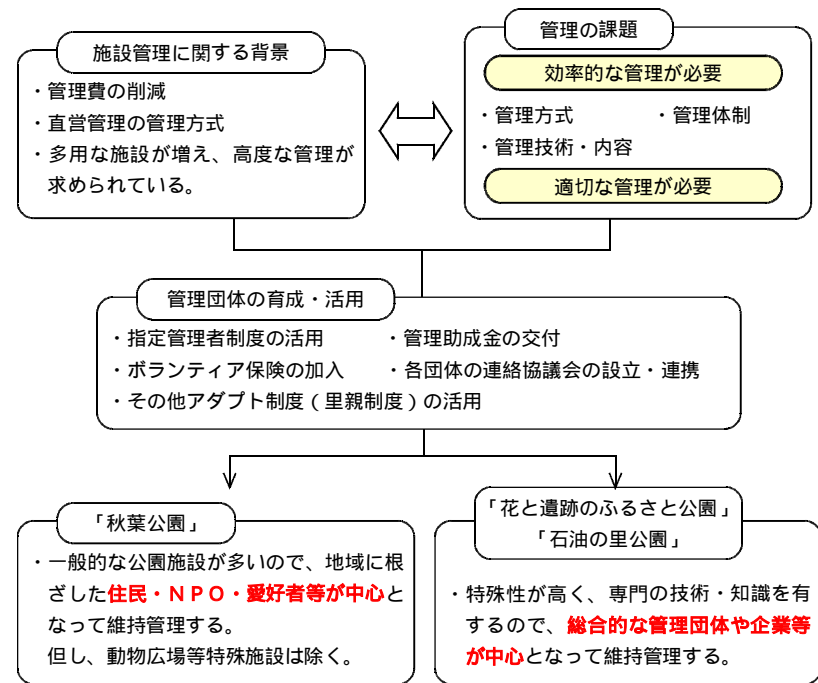 施設管理に関する背景
・管理費の削減
・直営管理の管理方式
・多用な施設が増え、高度な管理が
求められている。
管理の課題
効率的な管理が必要
・管理方式　　　・管理体制
・管理技術・内容
適切な管理が必要
管理団体の育成・活用
・指定管理者制度の活用　　・管理助成金の交付
・ボランティア保険の加入　・各団体の連絡協議会の設立・連携
・その他アダプト制度（里親制度）の活用
「秋葉公園」
・一般的な公園施設が多いので、地域に根
ざした住民・ＮＰＯ・愛好者等が中心と
なって維持管理する。
但し、動物広場等特殊施設は除く。
「花と遺跡のふるさと公園」
「石油の里公園」
・特殊性が高く、専門の技術・知識を有
するので、総合的な管理団体や企業等
が中心となって維持管理する。